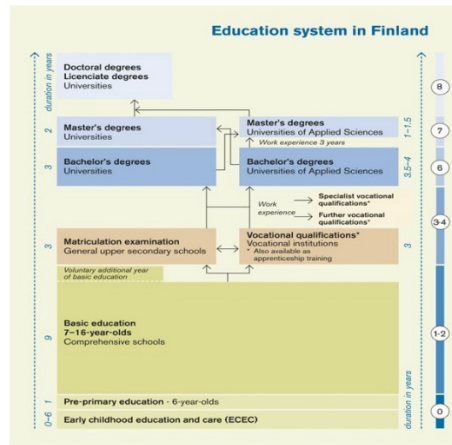 Education system in Finland
duration in years
Doctoral degrees
Licenciate degrees
Universities
8
2
Master's degrees
Universities
Master's degrees
Universities of Applied Sciences
Work experience 3 years
1–1.5
7
3
Bachelor's degrees
Universities
Bachelor's degrees
Universities of Applied Sciences
3.5–4
6
Work
experience
Specialist vocational
qualifications*
Further vocational
qualifications*
3-4
3
Matriculation examination
General upper secondary schools
Vocational qualifications*
Vocational institutions
* Also available as
apprenticeship training
3
Voluntary additional year
of basic education
9
Basic education
7–16-year-olds
Comprehensive schools
1-2
1
Pre-primary education - 6-year-olds
duration in years
0–6
Early childhood education and care (ECEC)
0